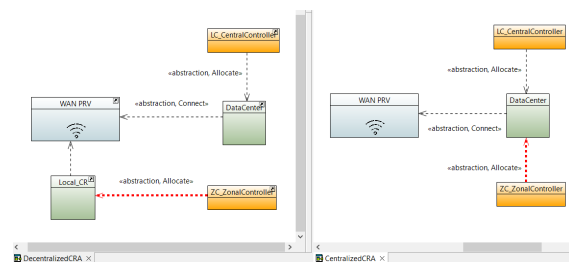 LC_CentralController
«abstraction, Allocate»
WAN PRV
«abstraction, Connect»
DataCenter
Local_CR
«abstraction, Allocate»
ZC_ZonalController
DecentralizedCRA
LC_CentralController
«abstraction, Allocate»
WAN PRV
DataCenter
«abstraction, Connect»
«abstraction, Allocate»
ZC_ZonalController
CentralizedCRA